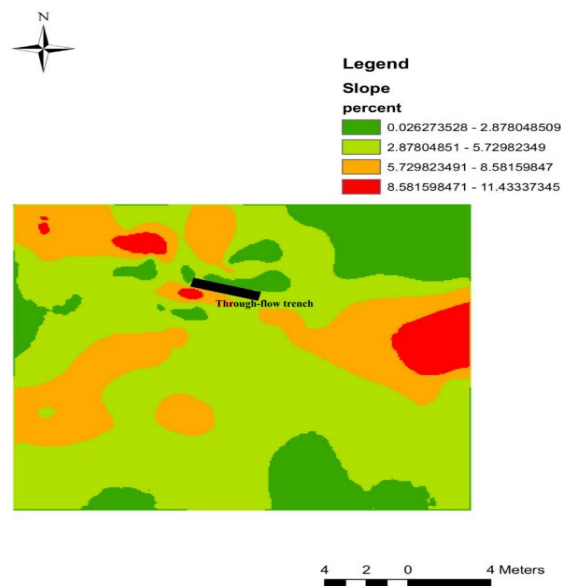 N
Legend
Slope
percent
0.026273528 - 2.878048509
2.87804851 - 5.72982349
5.729823491 - 8.58159847
8.581598471 - 11.43337345
Through-flow trench
4 2 0 4 Meters